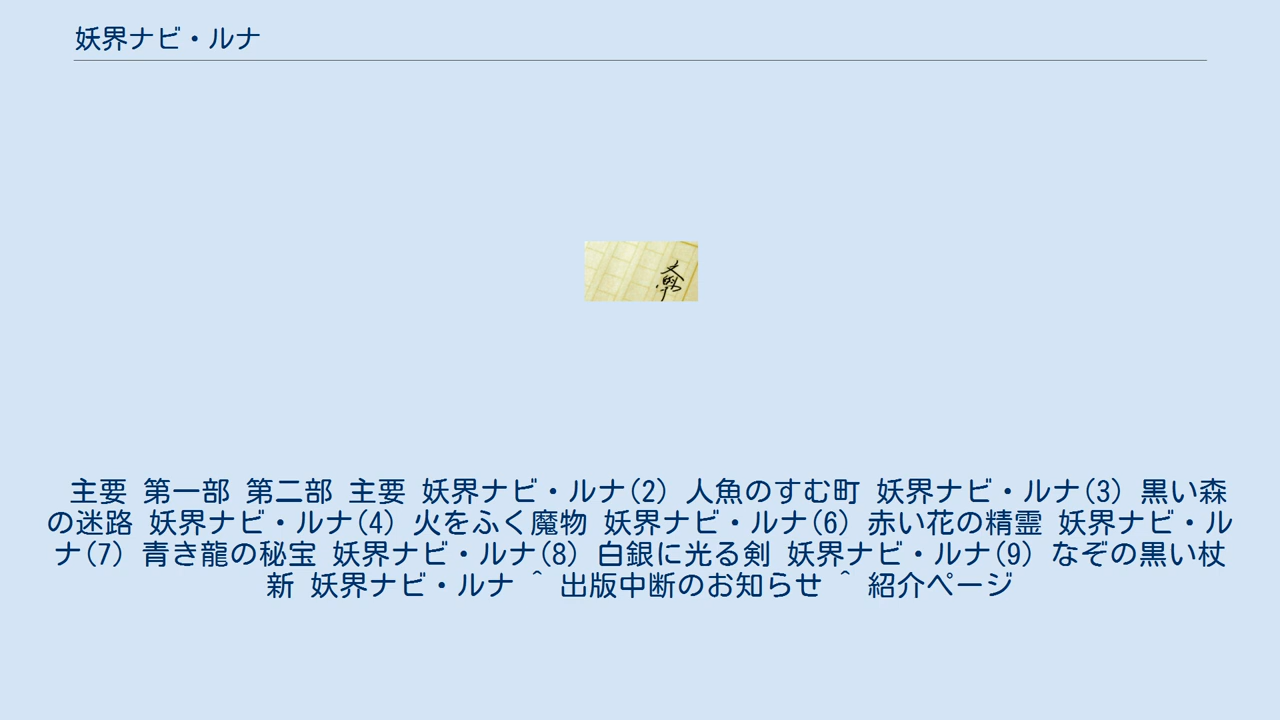 妖界ナビ・ルナ
主要 第一部 第二部 主要 妖界ナビ・ルナ(2) 人魚のすむ町 妖界ナビ・ルナ(3) 黒い森
の迷路 妖界ナビ・ルナ(4) 火をふく魔物 妖界ナビ・ルナ(6) 赤い花の精霊 妖界ナビ・ル
ナ(7) 青き龍の秘宝 妖界ナビ・ルナ(8) 白銀に光る剣 妖界ナビ・ルナ(9) なぞの黒い杖
新 妖界ナビ・ルナ ^ 出版中断のお知らせ ^ 紹介ページ